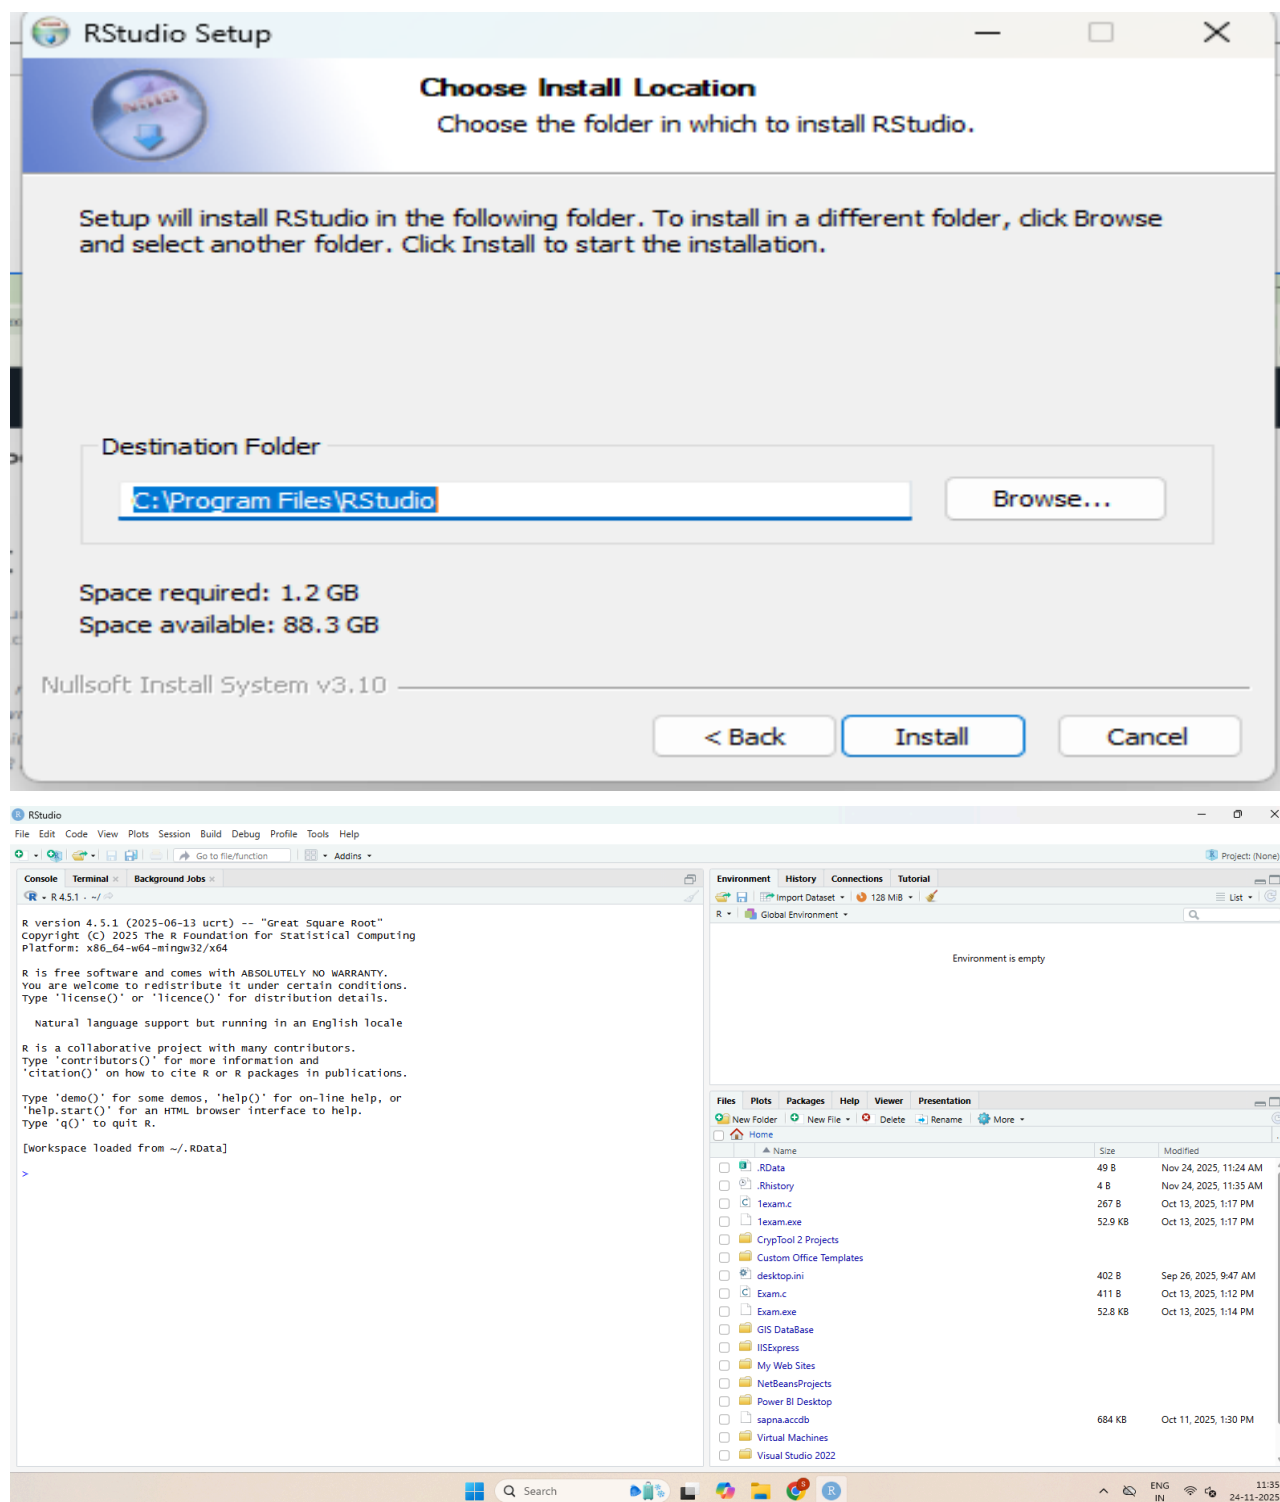 RStudio Setup
Choose Install Location
Choose the folder in which to install RStudio.
Setup will install RStudio in the following folder. To install in a different folder, click Browse
and select another folder. Click Install to start the installation.
Destination Folder
C:\Program Files\RStudio
Browse...
Space required: 1.2 GB
Space available: 88.3 GB
Nullsoft Install System v3.10
< Back Install Cancel
RStudio
File Edit Code View Plots Session Build Debug Profile Tools Help
Go to file/function Addins Project: (None)
Console Terminal Background Jobs
R 4.5.1 · ~/
R version 4.5.1 (2025-06-13 ucrt) -- "Great Square Root"
Copyright (C) 2025 The R Foundation for Statistical Computing
Platform: x86_64-w64-mingw32/x64
R is free software and comes with ABSOLUTELY NO WARRANTY.
You are welcome to redistribute it under certain conditions.
Type 'license()' or 'licence()' for distribution details.
Natural language support but running in an English locale
R is a collaborative project with many contributors.
Type 'contributors()' for more information and
'citation()' on how to cite R or R packages in publications.
Type 'demo()' for some demos, 'help()' for on-line help, or
'help.start()' for an HTML browser interface to help.
Type 'q()' to quit R.
[Workspace loaded from ~/.RData]
>
Environment History Connections Tutorial
Import Dataset 128 MiB List
R Global Environment
Environment is empty
Files Plots Packages Help Viewer Presentation
New Folder New File Delete Rename More
Home
Name Size Modified
.RData 49 B Nov 24, 2025, 11:24 AM
.Rhistory 4 B Nov 24, 2025, 11:35 AM
1exam.c 267 B Oct 13, 2025, 1:17 PM
1exam.exe 52.9 KB Oct 13, 2025, 1:17 PM
CrypTool 2 Projects
Custom Office Templates
desktop.ini 402 B Sep 26, 2025, 9:47 AM
Exam.c 411 B Oct 13, 2025, 1:12 PM
Exam.exe 52.8 KB Oct 13, 2025, 1:14 PM
GIS DataBase
IISExpress
My Web Sites
NetBeansProjects
Power BI Desktop
sapna.accdb 684 KB Oct 11, 2025, 1:30 PM
Virtual Machines
Visual Studio 2022
Search
ENG
IN
11:35
24-11-2025